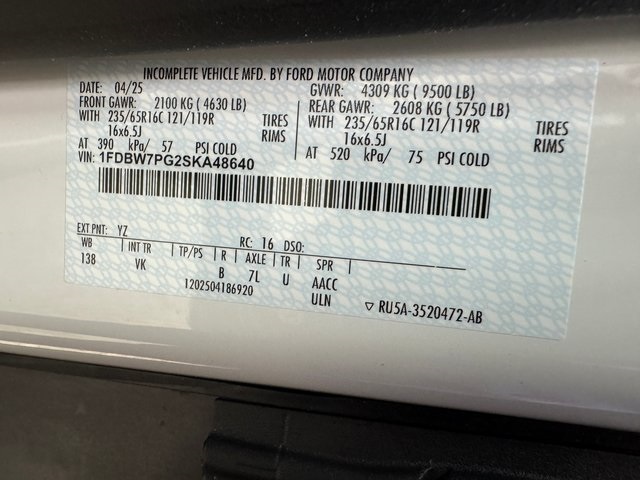 INCOMPLETE VEHICLE MFD. BY FORD MOTOR COMPANY
DATE: 04/25 GVWR: 4309 KG ( 9500 LB)
FRONT GAWR: 2100 KG ( 4630 LB) REAR GAWR: 2608 KG ( 5750 LB)
WITH 235/65R16C 121/119R TIRES WITH 235/65R16C 121/119R TIRES
16x6.5J RIMS 16x6.5J RIMS
AT 390 kPa/ 57 PSI COLD AT 520 kPa/ 75 PSI COLD
VIN: 1FDBW7PG2SKA48640
EXT PNT: YZ RC: 16 DSO:
WB INT TR TP/PS R AXLE TR SPR
138 VK B 7L U AACC
1202504186920 ULN ▽ RU5A-3520472-AB